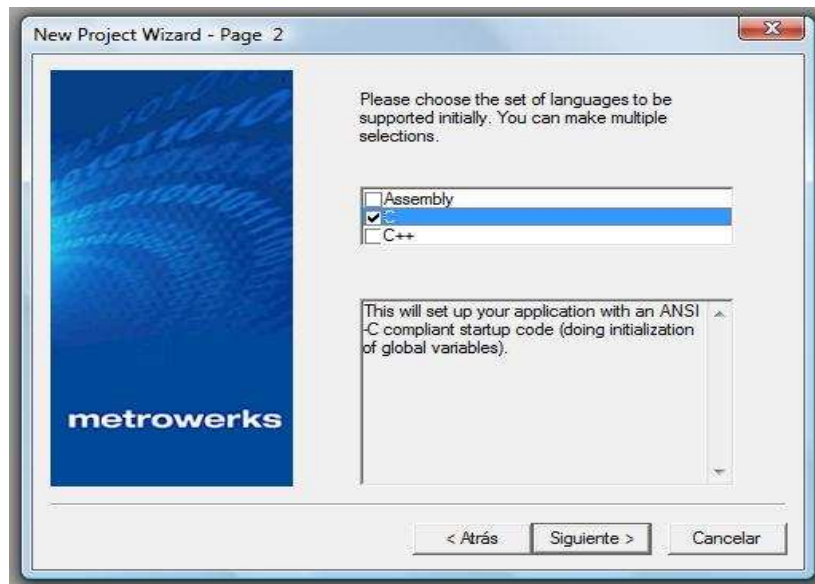 New Project Wizard - Page 2
Please choose the set of languages to be
supported initially. You can make multiple
selections.
Assembly
C
C++
This will set up your application with an ANSI
-C compliant startup code (doing initialization
of global variables).
metrowerks
< Atrás
Siguiente >
Cancelar